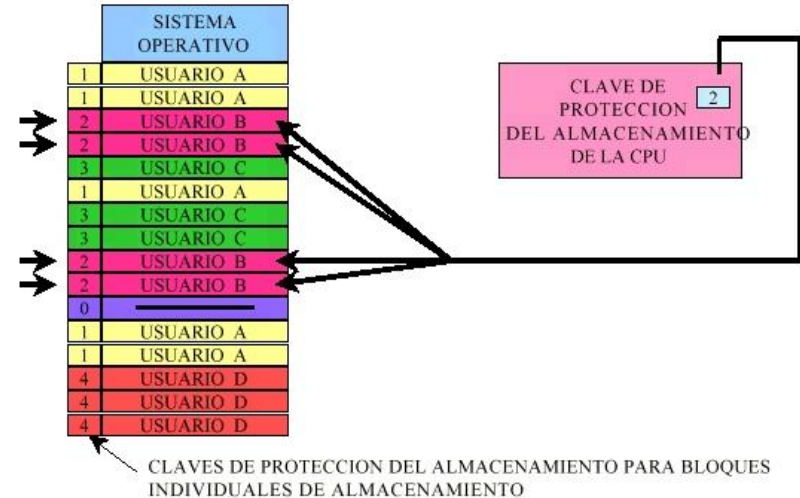 SISTEMA
OPERATIVO
1 USUARIO A
1 USUARIO A
2 USUARIO B
2 USUARIO B
3 USUARIO C
1 USUARIO A
3 USUARIO C
3 USUARIO C
2 USUARIO B
2 USUARIO B
0
1 USUARIO A
1 USUARIO A
4 USUARIO D
4 USUARIO D
4 USUARIO D
CLAVE DE
PROTECCION 2
DEL ALMACENAMIENTO
DE LA CPU
CLAVES DE PROTECCION DEL ALMACENAMIENTO PARA BLOQUES
INDIVIDUALES DE ALMACENAMIENTO